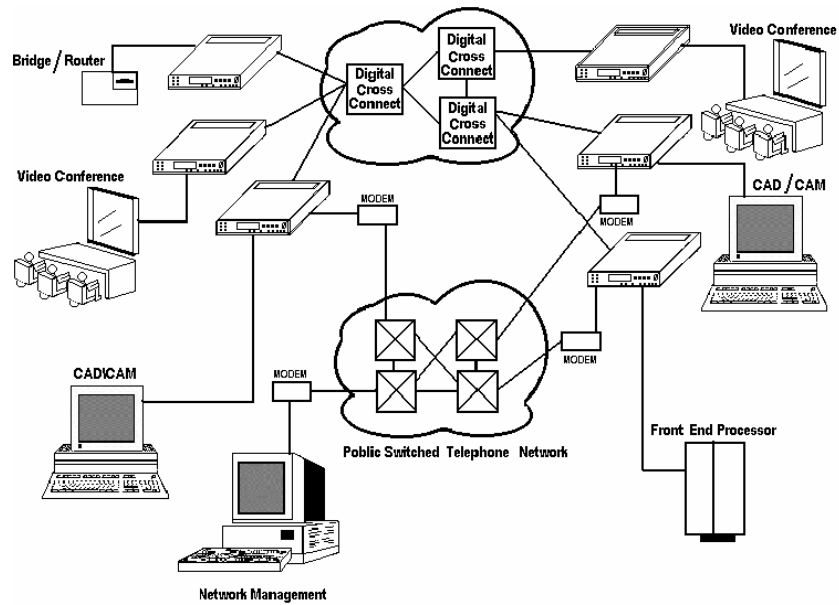 Bridge / Router
Digital
Cross
Connect
Digital
Cross
Connect
Digital
Cross
Connect
Video Conference
Video Conference
MODEM
MODEM
CAD / CAM
CAD\CAM
MODEM
MODEM
Public Switched Telephone Network
Front End Processor
Network Management